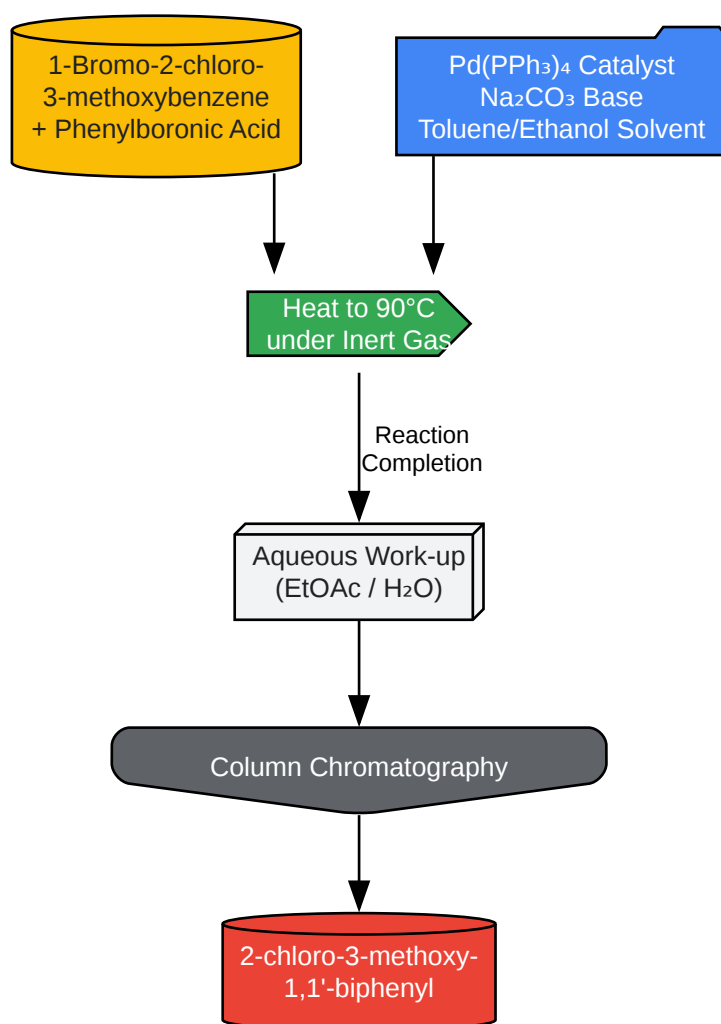 1-Bromo-2-chloro-
3-methoxybenzene
+ Phenylboronic Acid
Pd(PPh₃)₄ Catalyst
Na₂CO₃ Base
Toluene/Ethanol Solvent
Heat to 90°C
under Inert Gas
Reaction
Completion
Aqueous Work-up
(EtOAc / H₂O)
Column Chromatography
2-chloro-3-methoxy-
1,1'-biphenyl